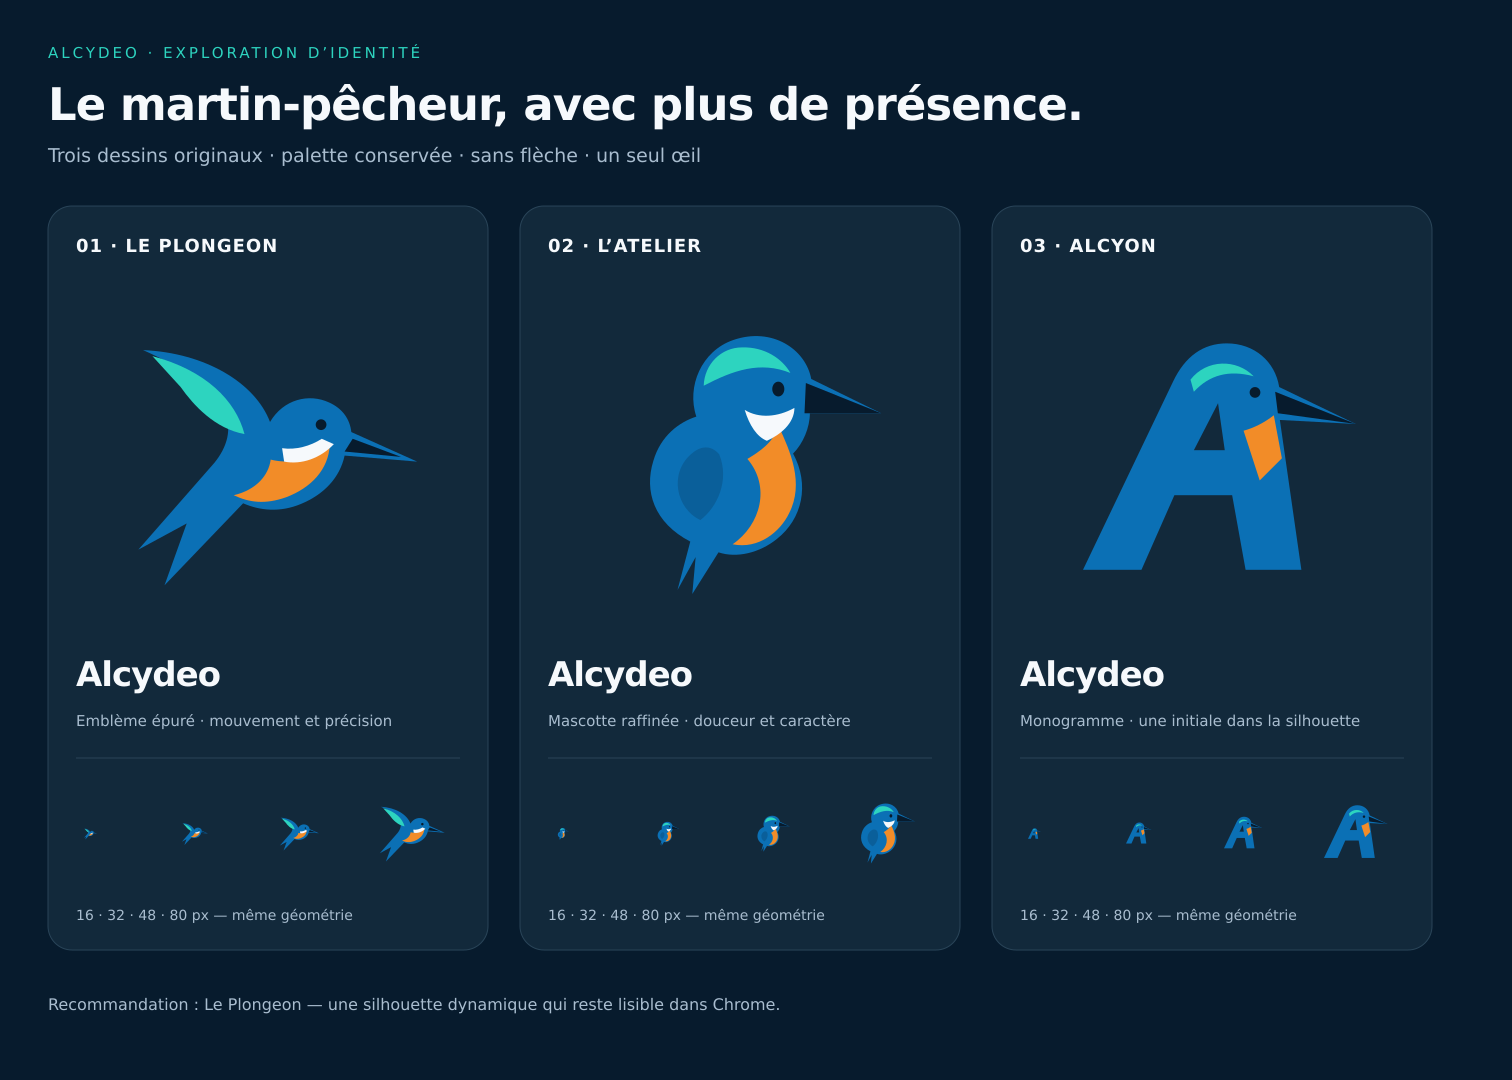 ALCYDEO · EXPLORATION D’IDENTITÉ
Le martin-pêcheur, avec plus de présence.
Trois dessins originaux · palette conservée · sans flèche · un seul œil
01 · LE PLONGEON
Alcydeo
Emblème épuré · mouvement et précision
16 · 32 · 48 · 80 px — même géométrie
02 · L’ATELIER
Alcydeo
Mascotte raffinée · douceur et caractère
16 · 32 · 48 · 80 px — même géométrie
03 · ALCYON
Alcydeo
Monogramme · une initiale dans la silhouette
16 · 32 · 48 · 80 px — même géométrie
Recommandation : Le Plongeon — une silhouette dynamique qui reste lisible dans Chrome.